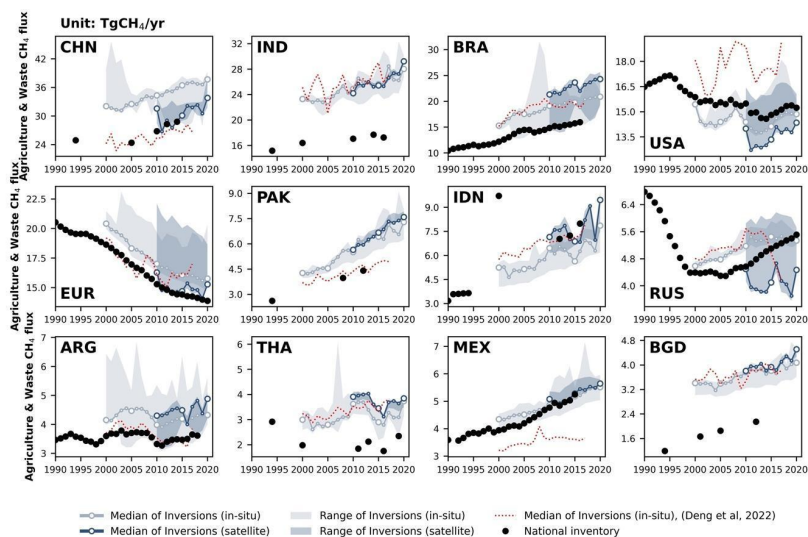 Unit: TgCH₄/yr
Agriculture & Waste CH₄ flux
CHN
36
32
28
24
1990 1995 2000 2005 2010 2015 2020
IND
32
28
24
20
16
1990 1995 2000 2005 2010 2015 2020
BRA
30
25
20
15
10
1990 1995 2000 2005 2010 2015 2020
USA
18.0
16.5
15.0
13.5
1990 1995 2000 2005 2010 2015 2020
Agriculture & Waste CH₄ flux
EUR
22.5
20.0
17.5
15.0
1990 1995 2000 2005 2010 2015 2020
PAK
9.0
7.5
6.0
4.5
3.0
1990 1995 2000 2005 2010 2015 2020
IDN
9.0
7.5
6.0
4.5
3.0
1990 1995 2000 2005 2010 2015 2020
RUS
6.4
5.6
4.8
4.0
1990 1995 2000 2005 2010 2015 2020
Agriculture & Waste CH₄ flux
ARG
7
6
5
4
3
1990 1995 2000 2005 2010 2015 2020
THA
6
5
4
3
2
1990 1995 2000 2005 2010 2015 2020
MEX
7
6
5
4
3
1990 1995 2000 2005 2010 2015 2020
BGD
4.8
4.0
3.2
2.4
1.6
1990 1995 2000 2005 2010 2015 2020
Median of Inversions (in-situ)
Median of Inversions (satellite)
Range of Inversions (in-situ)
Range of Inversions (satellite)
Median of Inversions (in-situ), (Deng et al, 2022)
National inventory